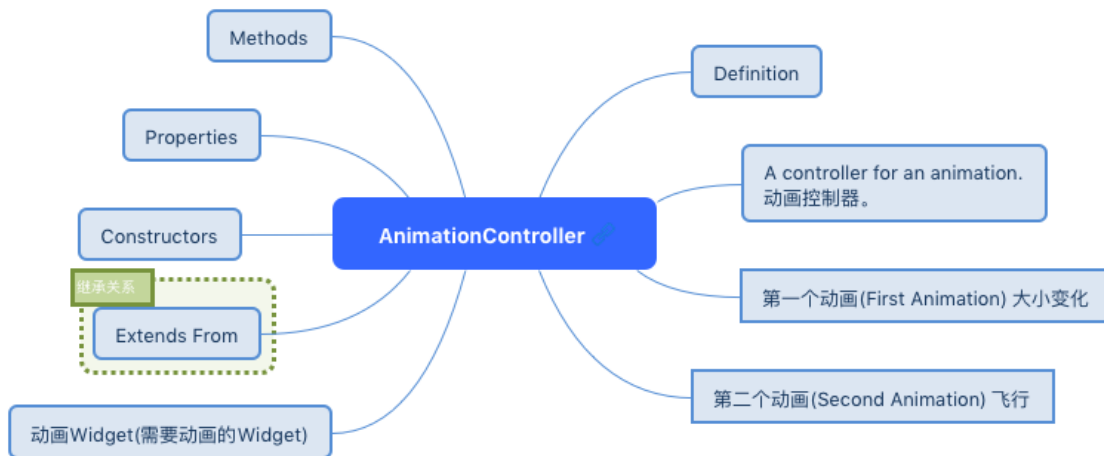 Methods
Definition
Properties
A controller for an animation.
动画控制器。
AnimationController
Constructors
继承关系
第一个动画(First Animation) 大小变化
Extends From
第二个动画(Second Animation) 飞行
动画Widget(需要动画的Widget)